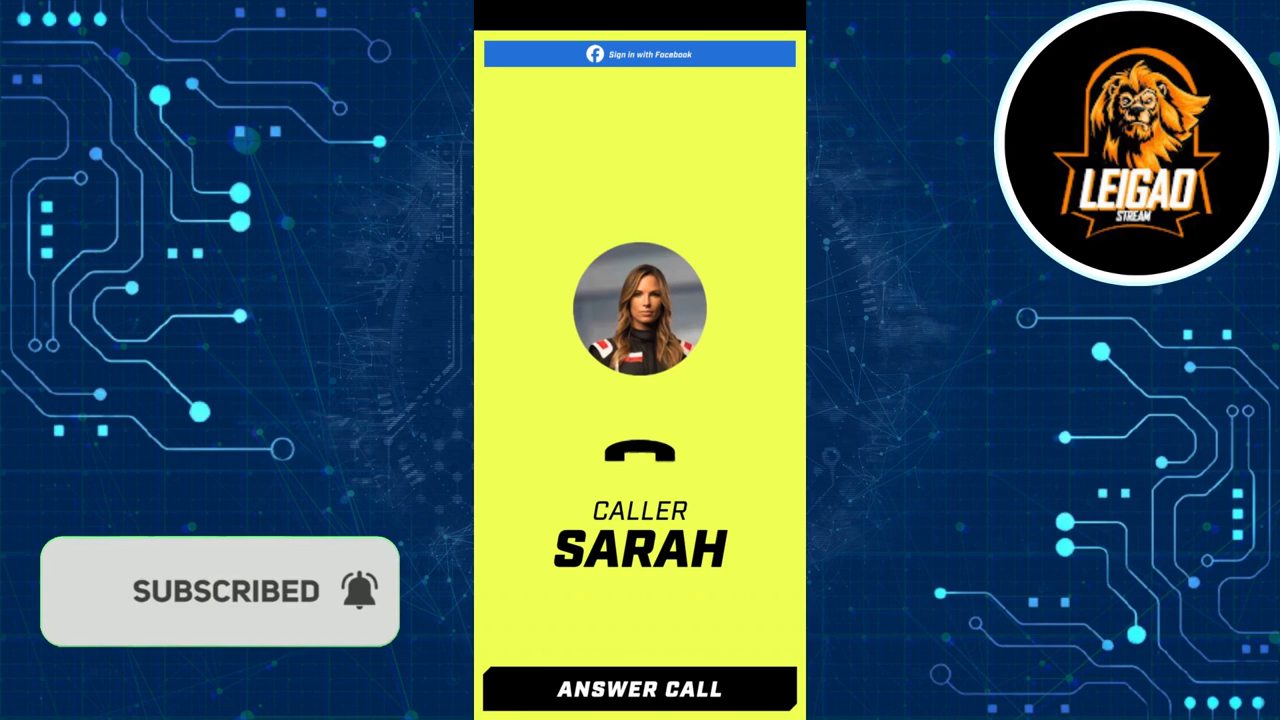 Sign in with Facebook
LEIGAO
STREAM
CALLER
SARAH
SUBSCRIBED
ANSWER CALL